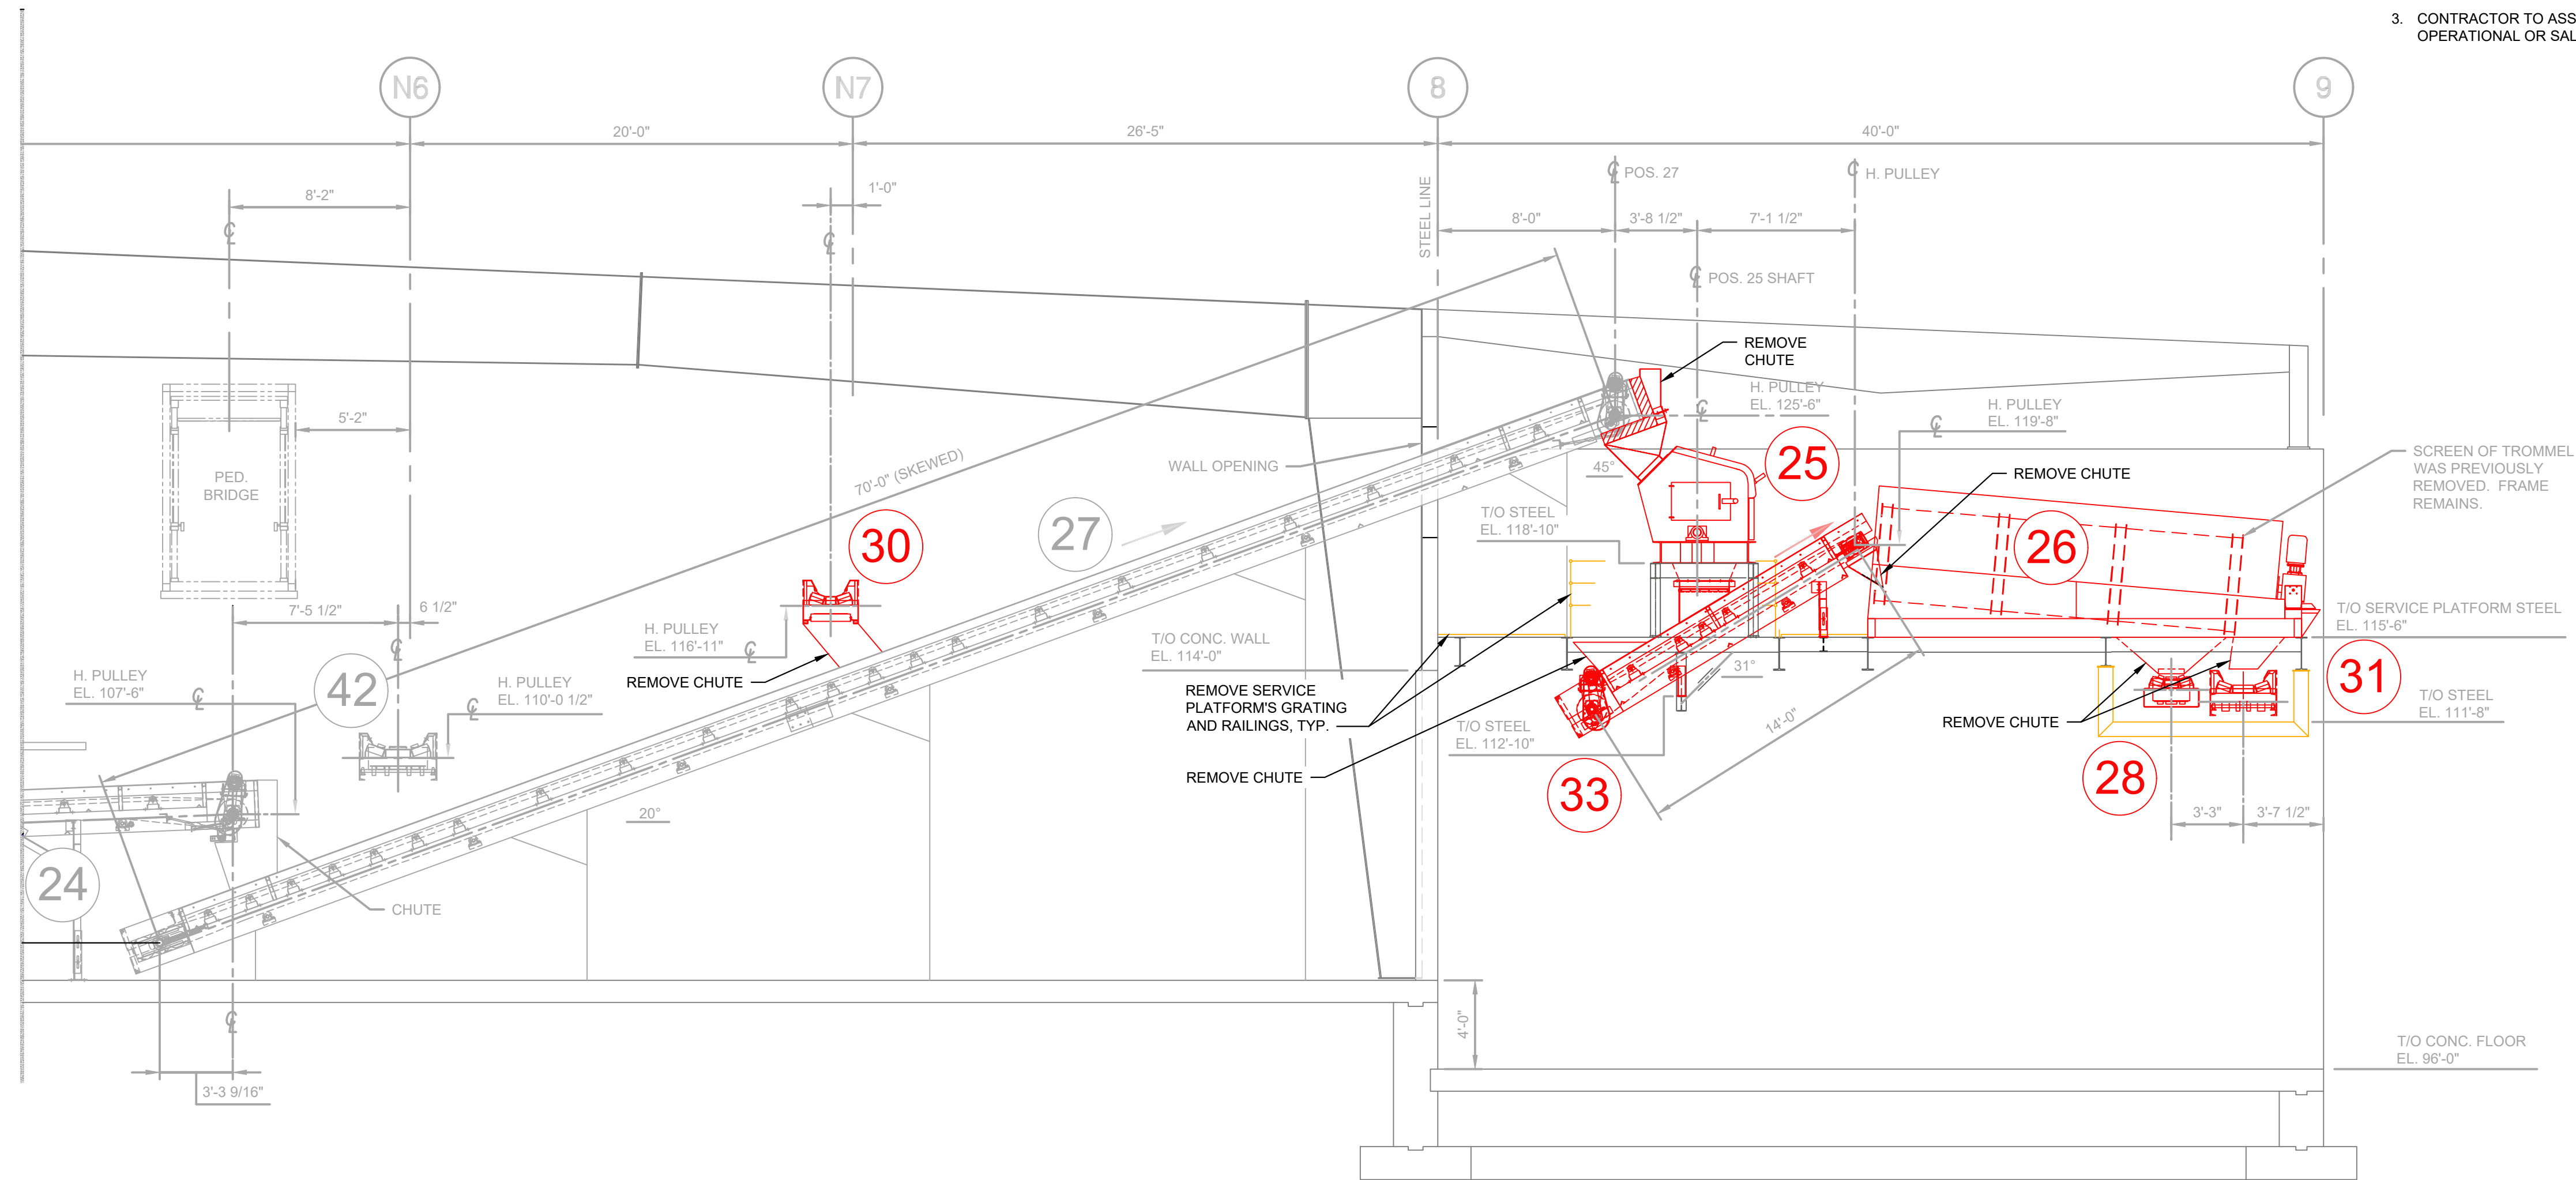 3. CONTRACTOR TO ASS
OPERATIONAL OR SAL
N6
N7
8
9
20'-0"
26'-5"
40'-0"
8'-2"
1'-0"
STEEL LINE
POS. 27
H. PULLEY
8'-0"
3'-8 1/2"
7'-1 1/2"
POS. 25 SHAFT
REMOVE
CHUTE
H. PULLEY
EL. 125'-6"
H. PULLEY
EL. 119'-8"
5'-2"
PED.
BRIDGE
70'-0" (SKEWED)
WALL OPENING
45°
25
REMOVE CHUTE
SCREEN OF TROMMEL
WAS PREVIOUSLY
REMOVED. FRAME
REMAINS.
T/O STEEL
EL. 118'-10"
27
30
26
7'-5 1/2"
6 1/2"
H. PULLEY
EL. 116'-11"
T/O CONC. WALL
EL. 114'-0"
T/O SERVICE PLATFORM STEEL
EL. 115'-6"
H. PULLEY
EL. 107'-6"
42
H. PULLEY
EL. 110'-0 1/2"
REMOVE CHUTE
REMOVE SERVICE
PLATFORM'S GRATING
AND RAILINGS, TYP.
31°
31
T/O STEEL
EL. 111'-8"
T/O STEEL
EL. 112'-10"
14'-0"
REMOVE CHUTE
REMOVE CHUTE
33
28
20°
3'-3"
3'-7 1/2"
24
CHUTE
4'-0"
T/O CONC. FLOOR
EL. 96'-0"
3'-3 9/16"